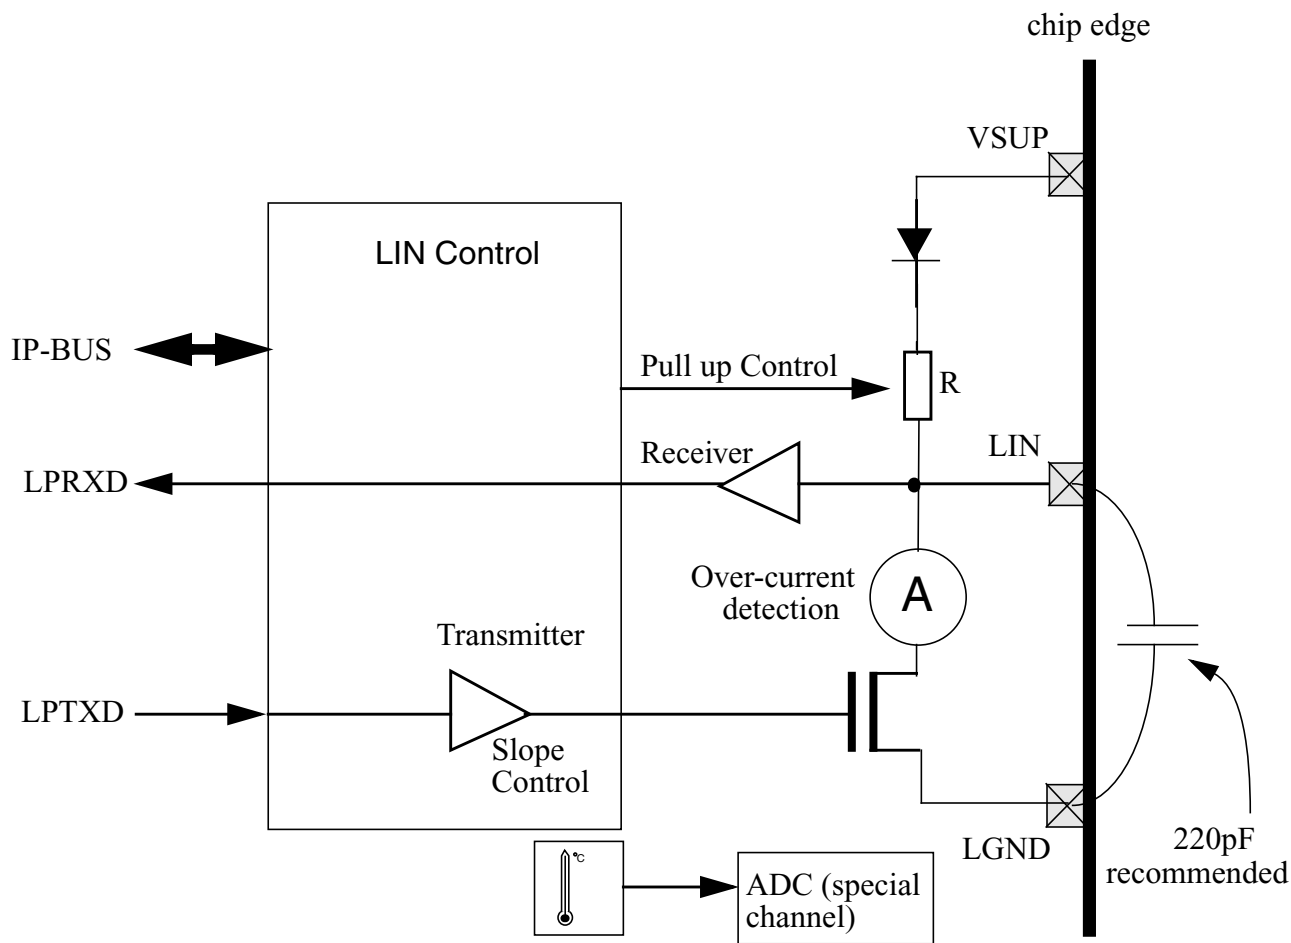 chip edge
VSUP
LIN Control
IP-BUS
Pull up Control
R
LIN
Receiver
LPRXD
Over-current
detection
A
Transmitter
LPTXD
Slope
Control
LGND
220pF
recommended
°C
ADC (special
channel)